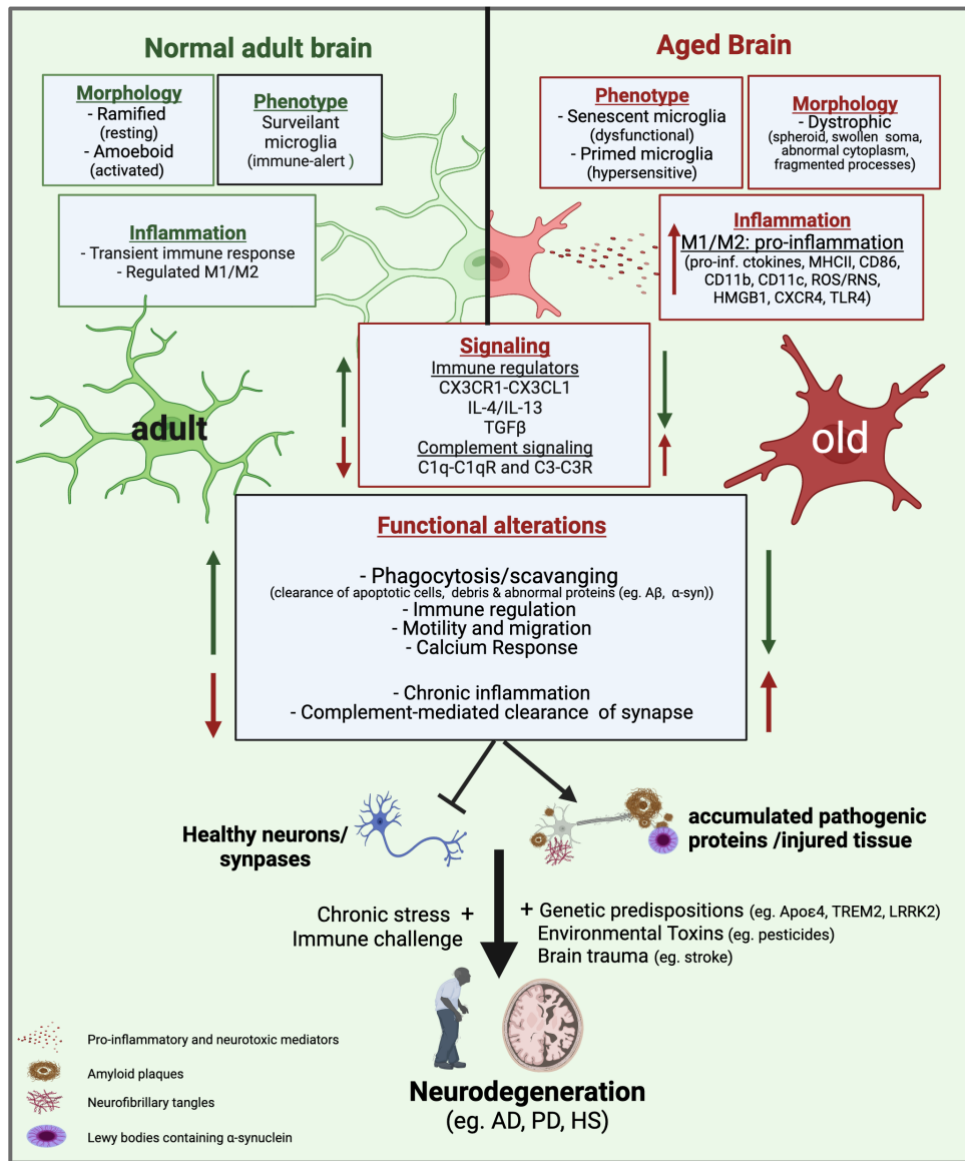 Normal adult brain
Morphology
- Ramified
(resting)
- Amoeboid
(activated)
Phenotype
Surveilant
microglia
(immune-alert )
Inflammation
- Transient immune response
- Regulated M1/M2
Aged Brain
Phenotype
- Senescent microglia
(dysfunctional)
- Primed microglia
(hypersensitive)
Morphology
- Dystrophic
(spheroid, swollen soma,
abnormal cytoplasm,
fragmented processes)
Inflammation
M1/M2: pro-inflammation
(pro-inf. ctokines, MHCII, CD86,
CD11b, CD11c, ROS/RNS,
HMGB1, CXCR4, TLR4)
adult
Signaling
Immune regulators
CX3CR1-CX3CL1
IL-4/IL-13
TGFβ
Complement signaling
C1q-C1qR and C3-C3R
old
Functional alterations
- Phagocytosis/scavanging
(clearance of apoptotic cells, debris & abnormal proteins (eg. Aβ, α-syn))
- Immune regulation
- Motility and migration
- Calcium Response
- Chronic inflammation
- Complement-mediated clearance of synapse
Healthy neurons/
synpases
accumulated pathogenic
proteins /injured tissue
Chronic stress +
Immune challenge
+ Genetic predispositions (eg. Apoε4, TREM2, LRRK2)
Environmental Toxins (eg. pesticides)
Brain trauma (eg. stroke)
Neurodegeneration
(eg. AD, PD, HS)
Pro-inflammatory and neurotoxic mediators
Amyloid plaques
Neurofibrillary tangles
Lewy bodies containing α-synuclein